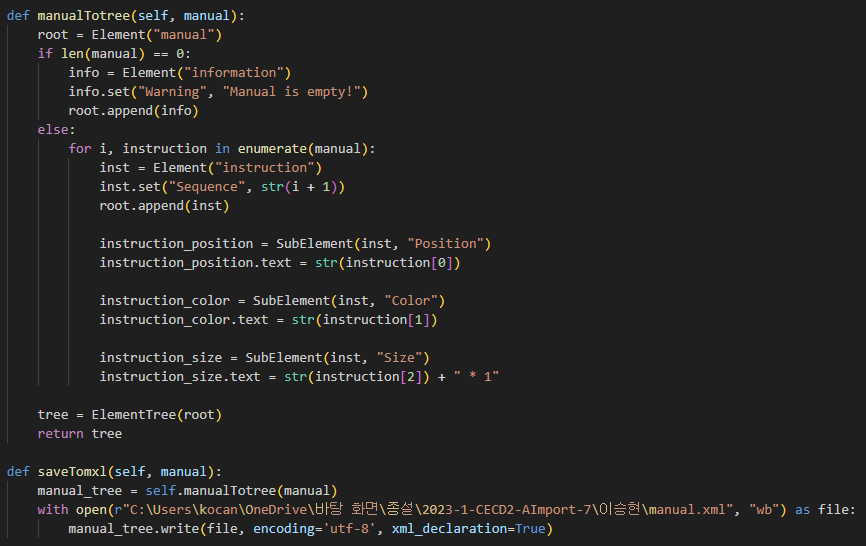 def manualTotree(self, manual):
    root = Element("manual")
    if len(manual) == 0:
        info = Element("information")
        info.set("Warning", "Manual is empty!")
        root.append(info)
    else:
        for i, instruction in enumerate(manual):
            inst = Element("instruction")
            inst.set("Sequence", str(i + 1))
            root.append(inst)

            instruction_position = SubElement(inst, "Position")
            instruction_position.text = str(instruction[0])

            instruction_color = SubElement(inst, "Color")
            instruction_color.text = str(instruction[1])

            instruction_size = SubElement(inst, "Size")
            instruction_size.text = str(instruction[2]) + " * 1"

    tree = ElementTree(root)
    return tree

def saveTomxl(self, manual):
    manual_tree = self.manualTotree(manual)
    with open(r"C:\Users\kocan\OneDrive\바탕 화면\종설\2023-1-CECD2-AImport-7\이승현\manual.xml", "wb") as file:
        manual_tree.write(file, encoding='utf-8', xml_declaration=True)